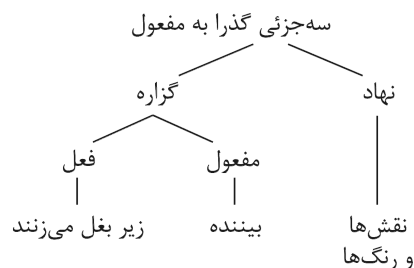 سه‌جزئی گذرا به مفعول
نهاد
گزاره
مفعول
فعل
نقش‌ها
و رنگ‌ها
بیننده
زیر بغل می‌زنند